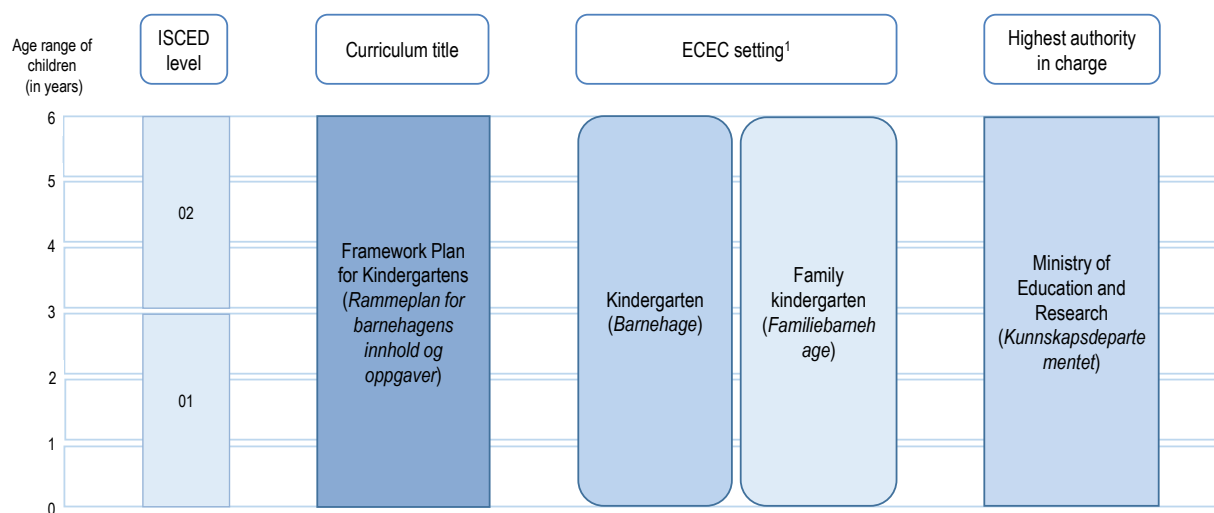 Age range of
children
(in years)
ISCED
level
Curriculum title
ECEC setting¹
Highest authority
in charge
6
5
4
3
2
1
0
02
01
Framework Plan
for Kindergartens
(Rammeplan for
barnehagens
innhold og
oppgaver)
Kindergarten
(Barnehage)
Family
kindergarten
(Familiebarneh
age)
Ministry of
Education and
Research
(Kunnskapsdeparte
mentet)